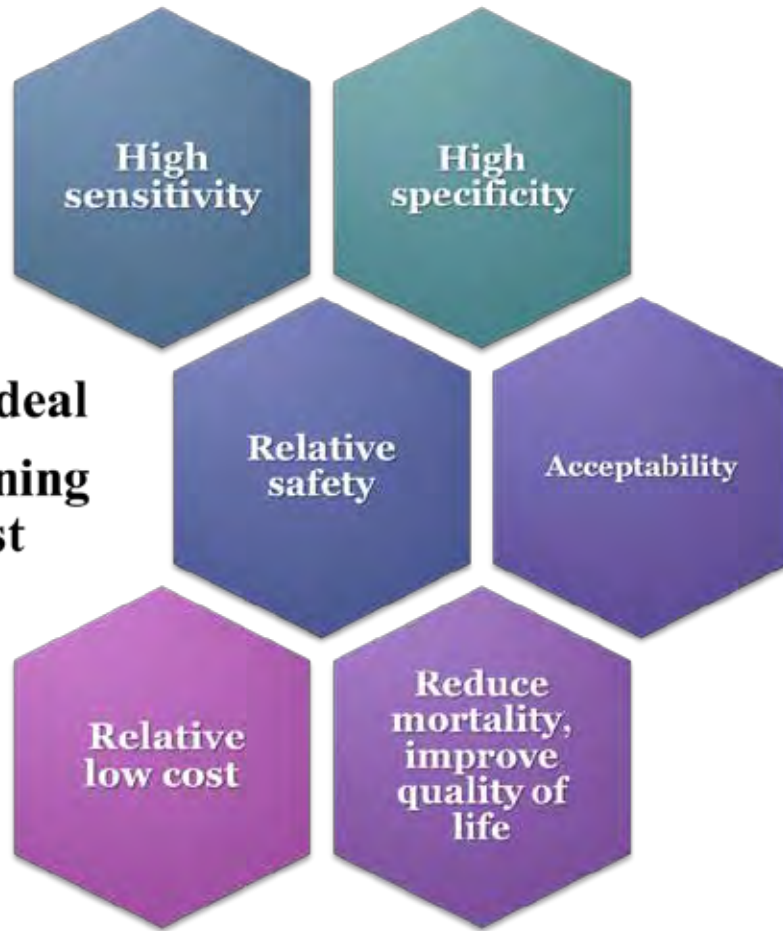 High
sensitivity
High
specificity
deal
ning
st
Relative
safety
Acceptability
Relative
low cost
Reduce
mortality,
improve
quality of
life